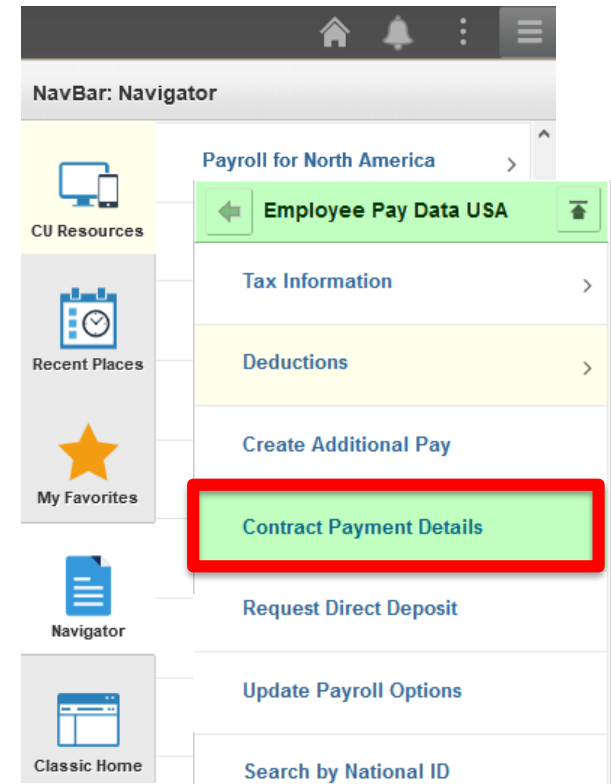 NavBar: Navigator
CU Resources
Recent Places
My Favorites
Navigator
Classic Home
Payroll for North America
Employee Pay Data USA
Tax Information
Deductions
Create Additional Pay
Contract Payment Details
Request Direct Deposit
Update Payroll Options
Search by National ID